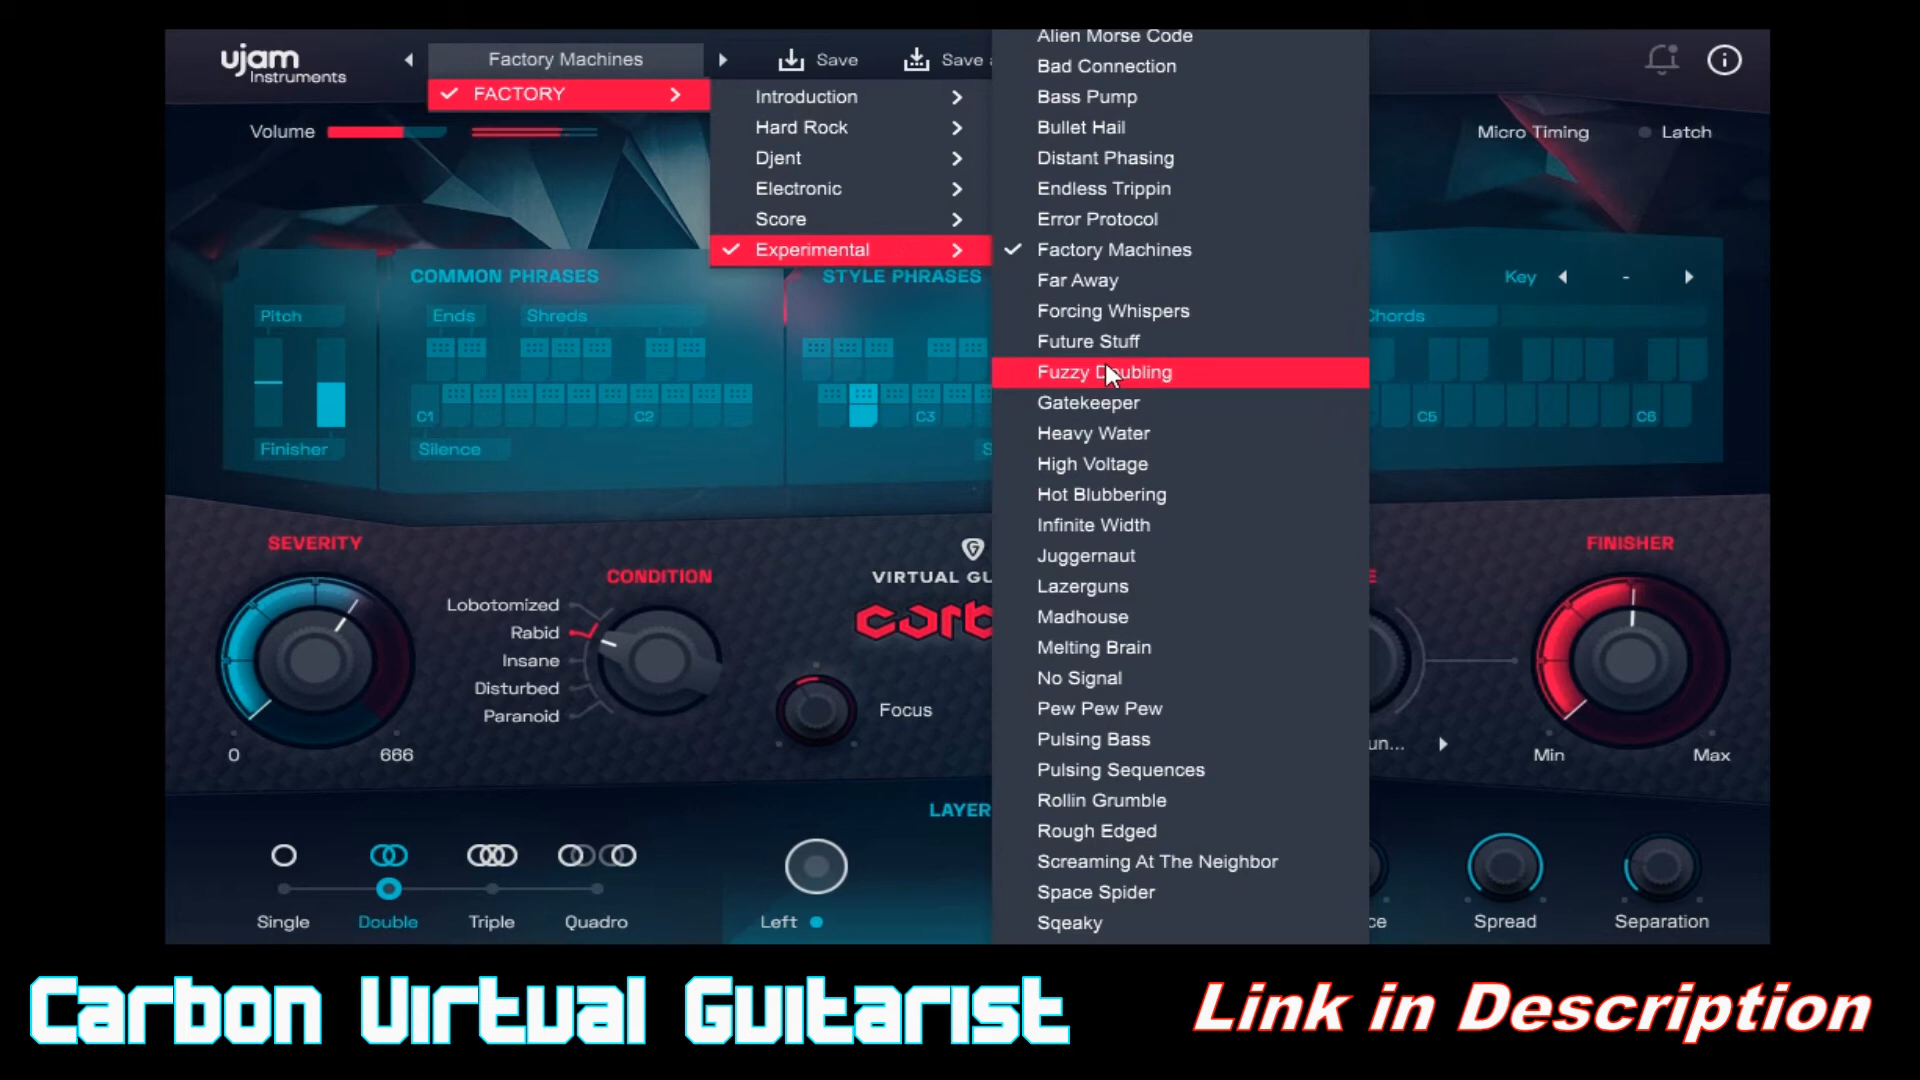 ujam
Instruments
Factory Machines
Save
Save
FACTORY
Introduction
Hard Rock
Djent
Electronic
Score
Experimental
Alien Morse Code
Bad Connection
Bass Pump
Bullet Hail
Distant Phasing
Endless Trippin
Error Protocol
Factory Machines
Far Away
Forcing Whispers
Future Stuff
Fuzzy Doubling
Gatekeeper
Heavy Water
High Voltage
Hot Blubbering
Infinite Width
Juggernaut
Lazerguns
Madhouse
Melting Brain
No Signal
Pew Pew Pew
Pulsing Bass
Pulsing Sequences
Rollin Grumble
Rough Edged
Screaming At The Neighbor
Space Spider
Sqeaky
Volume
Micro Timing
Latch
COMMON PHRASES
STYLE PHRASES
Key -
Pitch
Ends
Shreds
Chords
C1
C2
C3
C5
C6
Finisher
Silence
SEVERITY
0
666
CONDITION
Lobotomized
Rabid
Insane
Disturbed
Paranoid
G
VIRTUAL GU
carb
Focus
un...
FINISHER
Min
Max
LAYER
Single
Double
Triple
Quadro
Left
ce
Spread
Separation
Carbon Virtual Guitarist
Link in Description